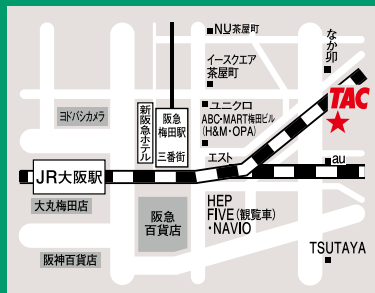 NU茶屋町
イースクエア
茶屋町
なか卯
TAC
ヨドバシカメラ
新阪急ホテル
阪急
梅田駅
三番街
ユニクロ
ABC-MART梅田ビル
(H&M・OPA)
エスト
au
JR大阪駅
大丸梅田店
阪急
百貨店
HEP
FIVE(観覧車)
・NAVIO
阪神百貨店
TSUTAYA